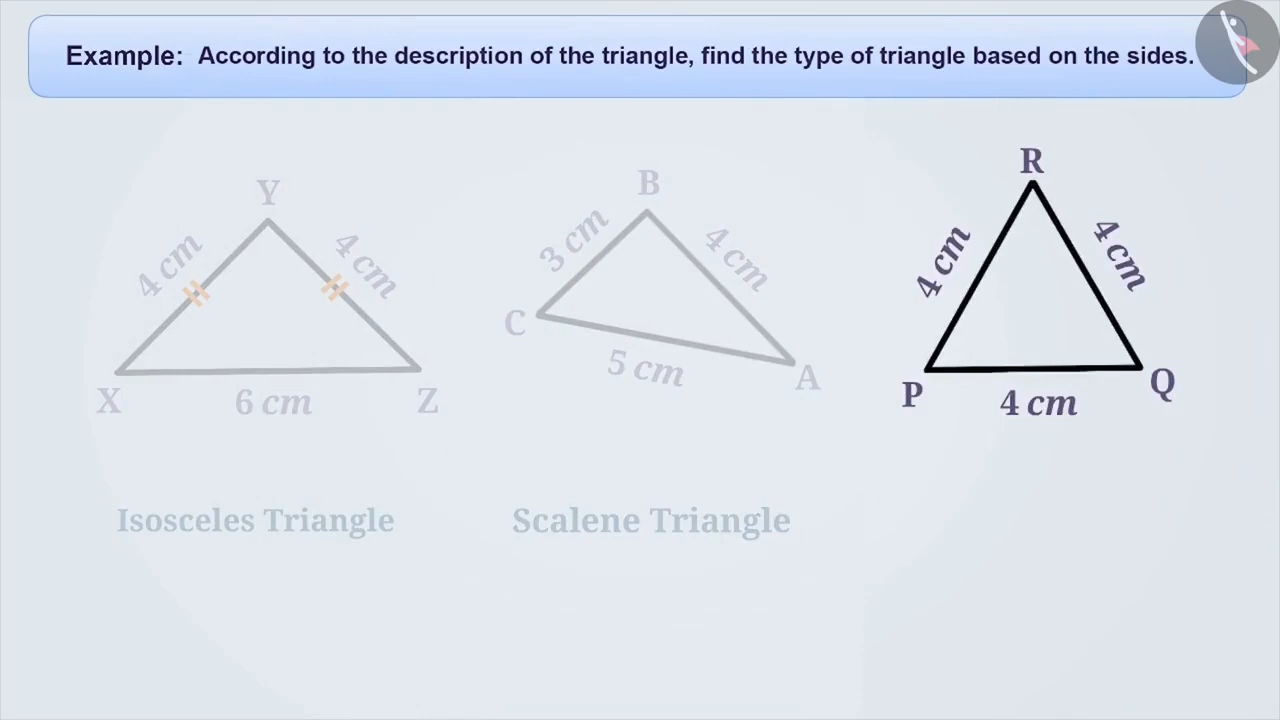 Example: According to the description of the triangle, find the type of triangle based on the sides.
Y
4 cm
4 cm
X
6 cm
Z
B
3 cm
4 cm
C
5 cm
A
R
4 cm
4 cm
P
4 cm
Q
Isosceles Triangle
Scalene Triangle